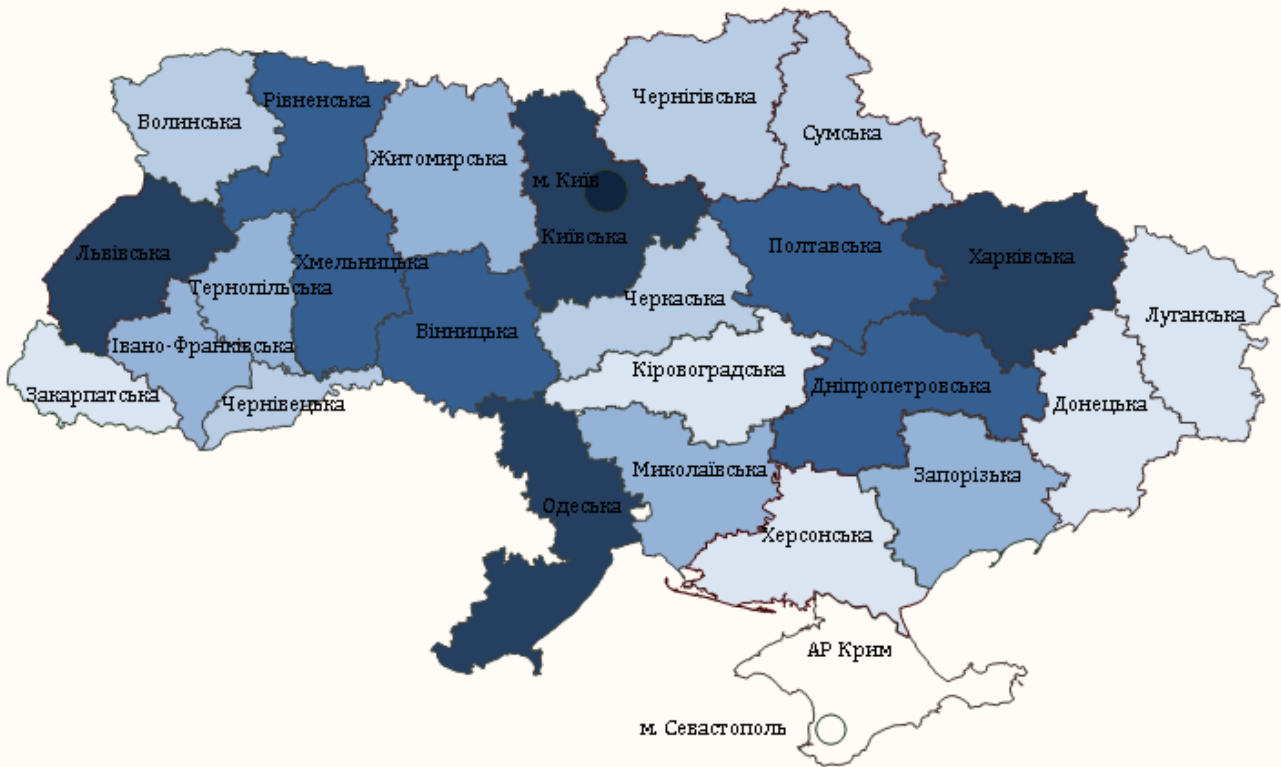 Рівненська
Волинська
Чернігівська
Сумська
Житомирська
м. Київ
Київська
Львівська
Хмельницька
Тернопільська
Полтавська
Харківська
Черкаська
Луганська
Вінницька
Івано-Франківська
Закарпатська
Чернівецька
Кіровоградська
Дніпропетровська
Донецька
Миколаївська
Запорізька
Одеська
Херсонська
АР Крим
м. Севастополь